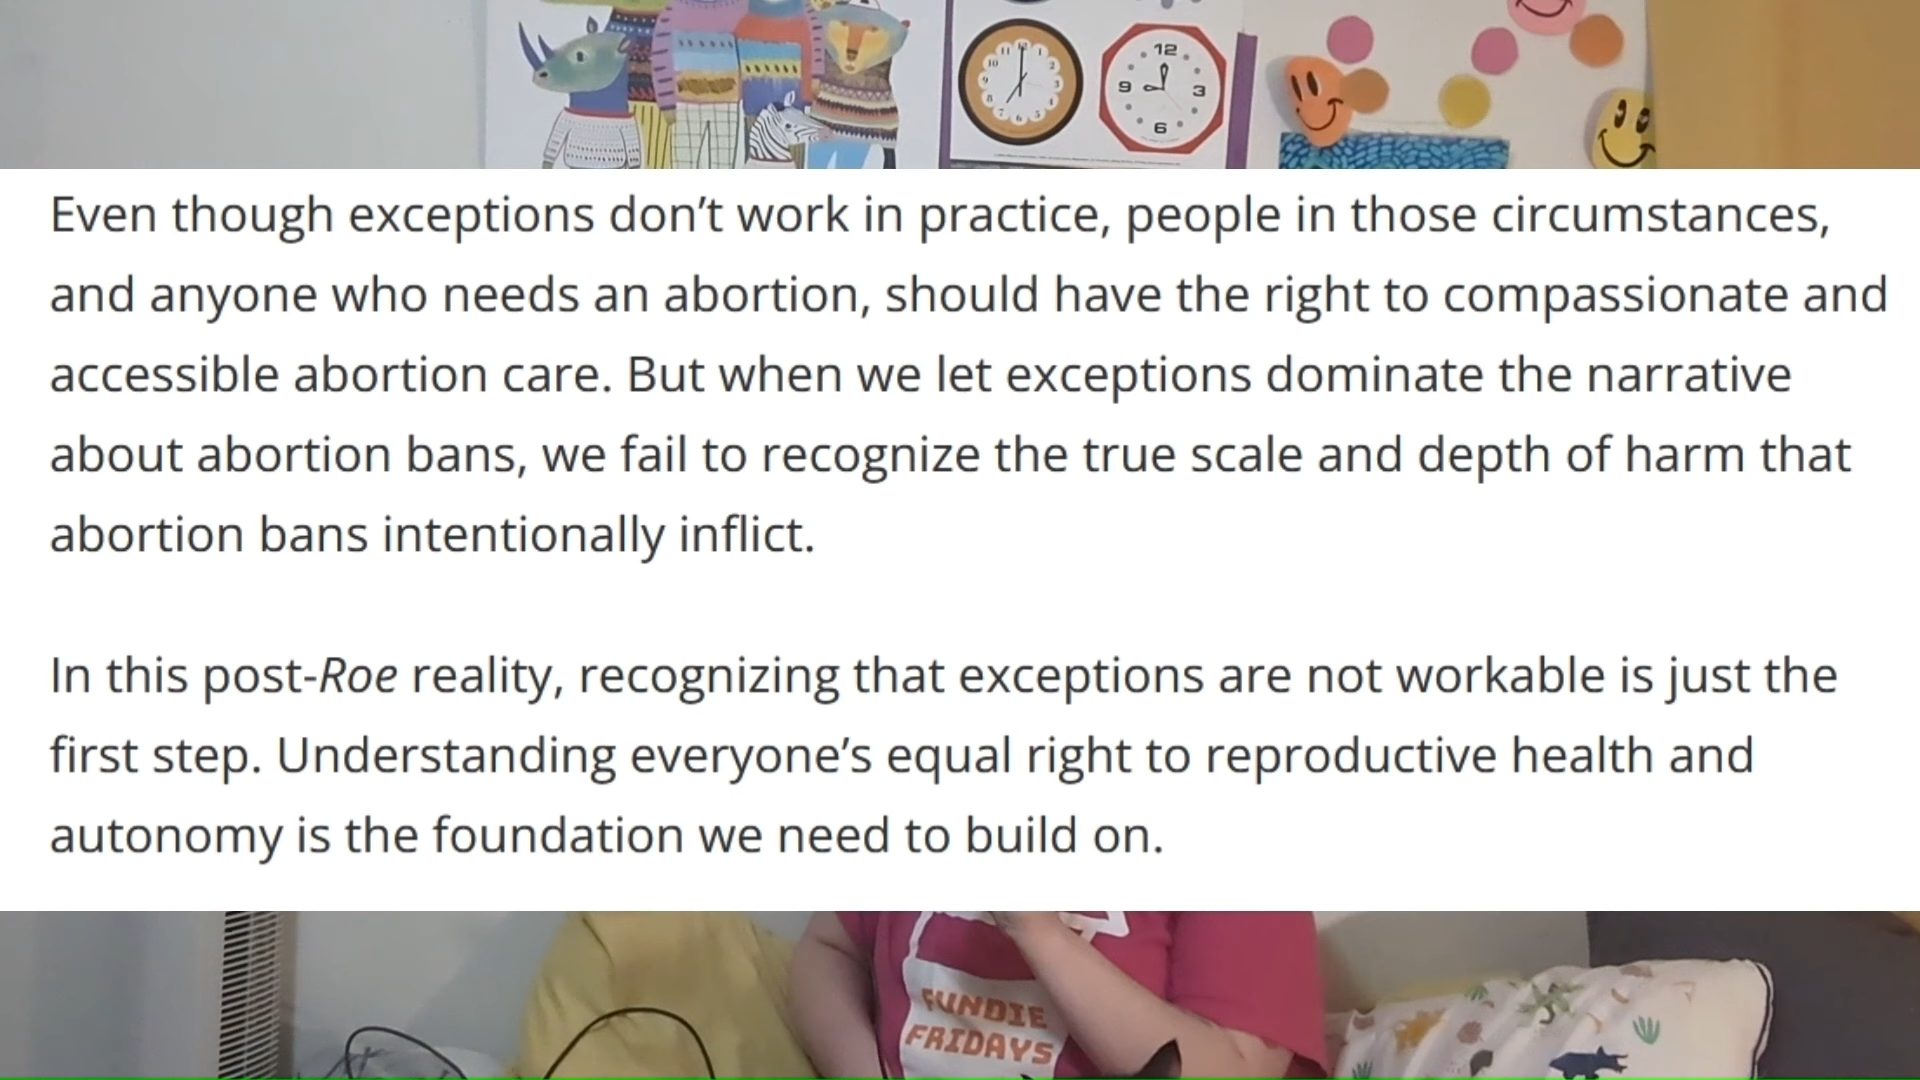 12
9
3
6
Even though exceptions don’t work in practice, people in those circumstances,
and anyone who needs an abortion, should have the right to compassionate and
accessible abortion care. But when we let exceptions dominate the narrative
about abortion bans, we fail to recognize the true scale and depth of harm that
abortion bans intentionally inflict.
In this post-Roe reality, recognizing that exceptions are not workable is just the
first step. Understanding everyone’s equal right to reproductive health and
autonomy is the foundation we need to build on.
FUNDIE
FRIDAYS